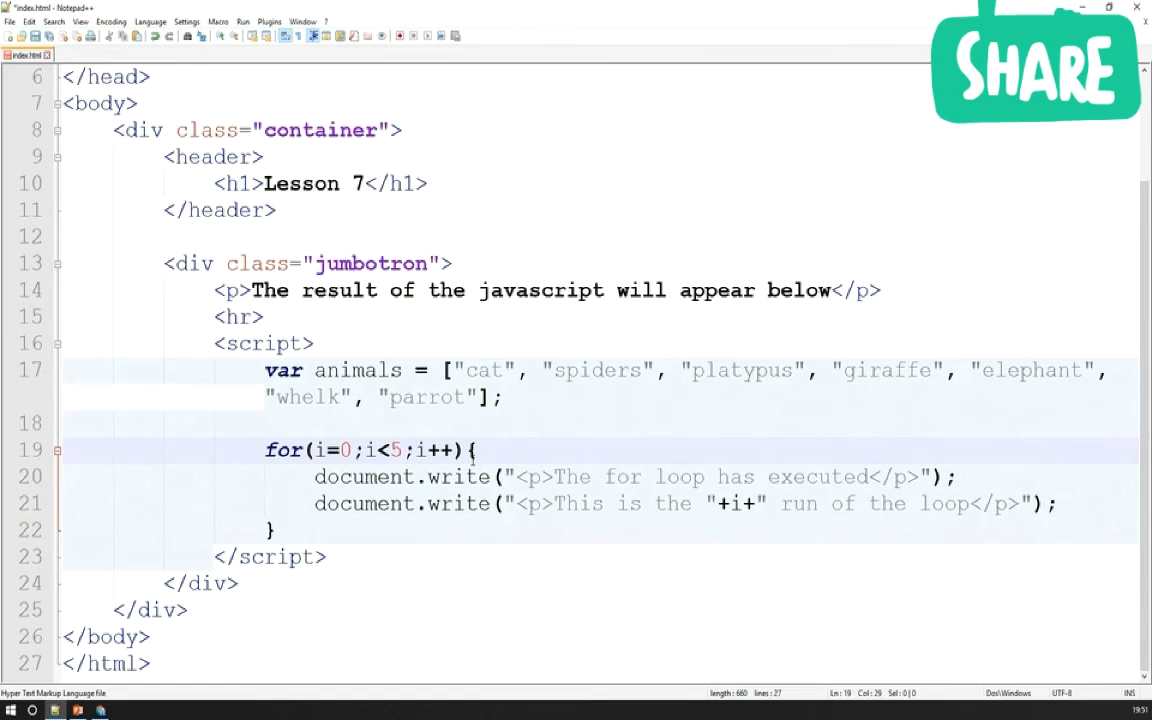 *index.html - Notepad++
File Edit Search View Encoding Language Settings Macro Run Plugins Window ?
index.html
SHARE
6 </head>
7 <body>
8 <div class="container">
9 <header>
10 <h1>Lesson 7</h1>
11 </header>
12
13 <div class="jumbotron">
14 <p>The result of the javascript will appear below</p>
15 <hr>
16 <script>
17 var animals = ["cat", "spiders", "platypus", "giraffe", "elephant",
"whelk", "parrot"];
18
19 for(i=0;i<5;i++){
20 document.write("<p>The for loop has executed</p>");
21 document.write("<p>This is the "+i+" run of the loop</p>");
22 }
23 </script>
24 </div>
25 </div>
26 </body>
27 </html>
Hyper Text Markup Language file length: 660 lines: 27 Ln: 19 Col: 29 Sel: 0 | 0 Dos\Windows UTF-8 INS
19:51